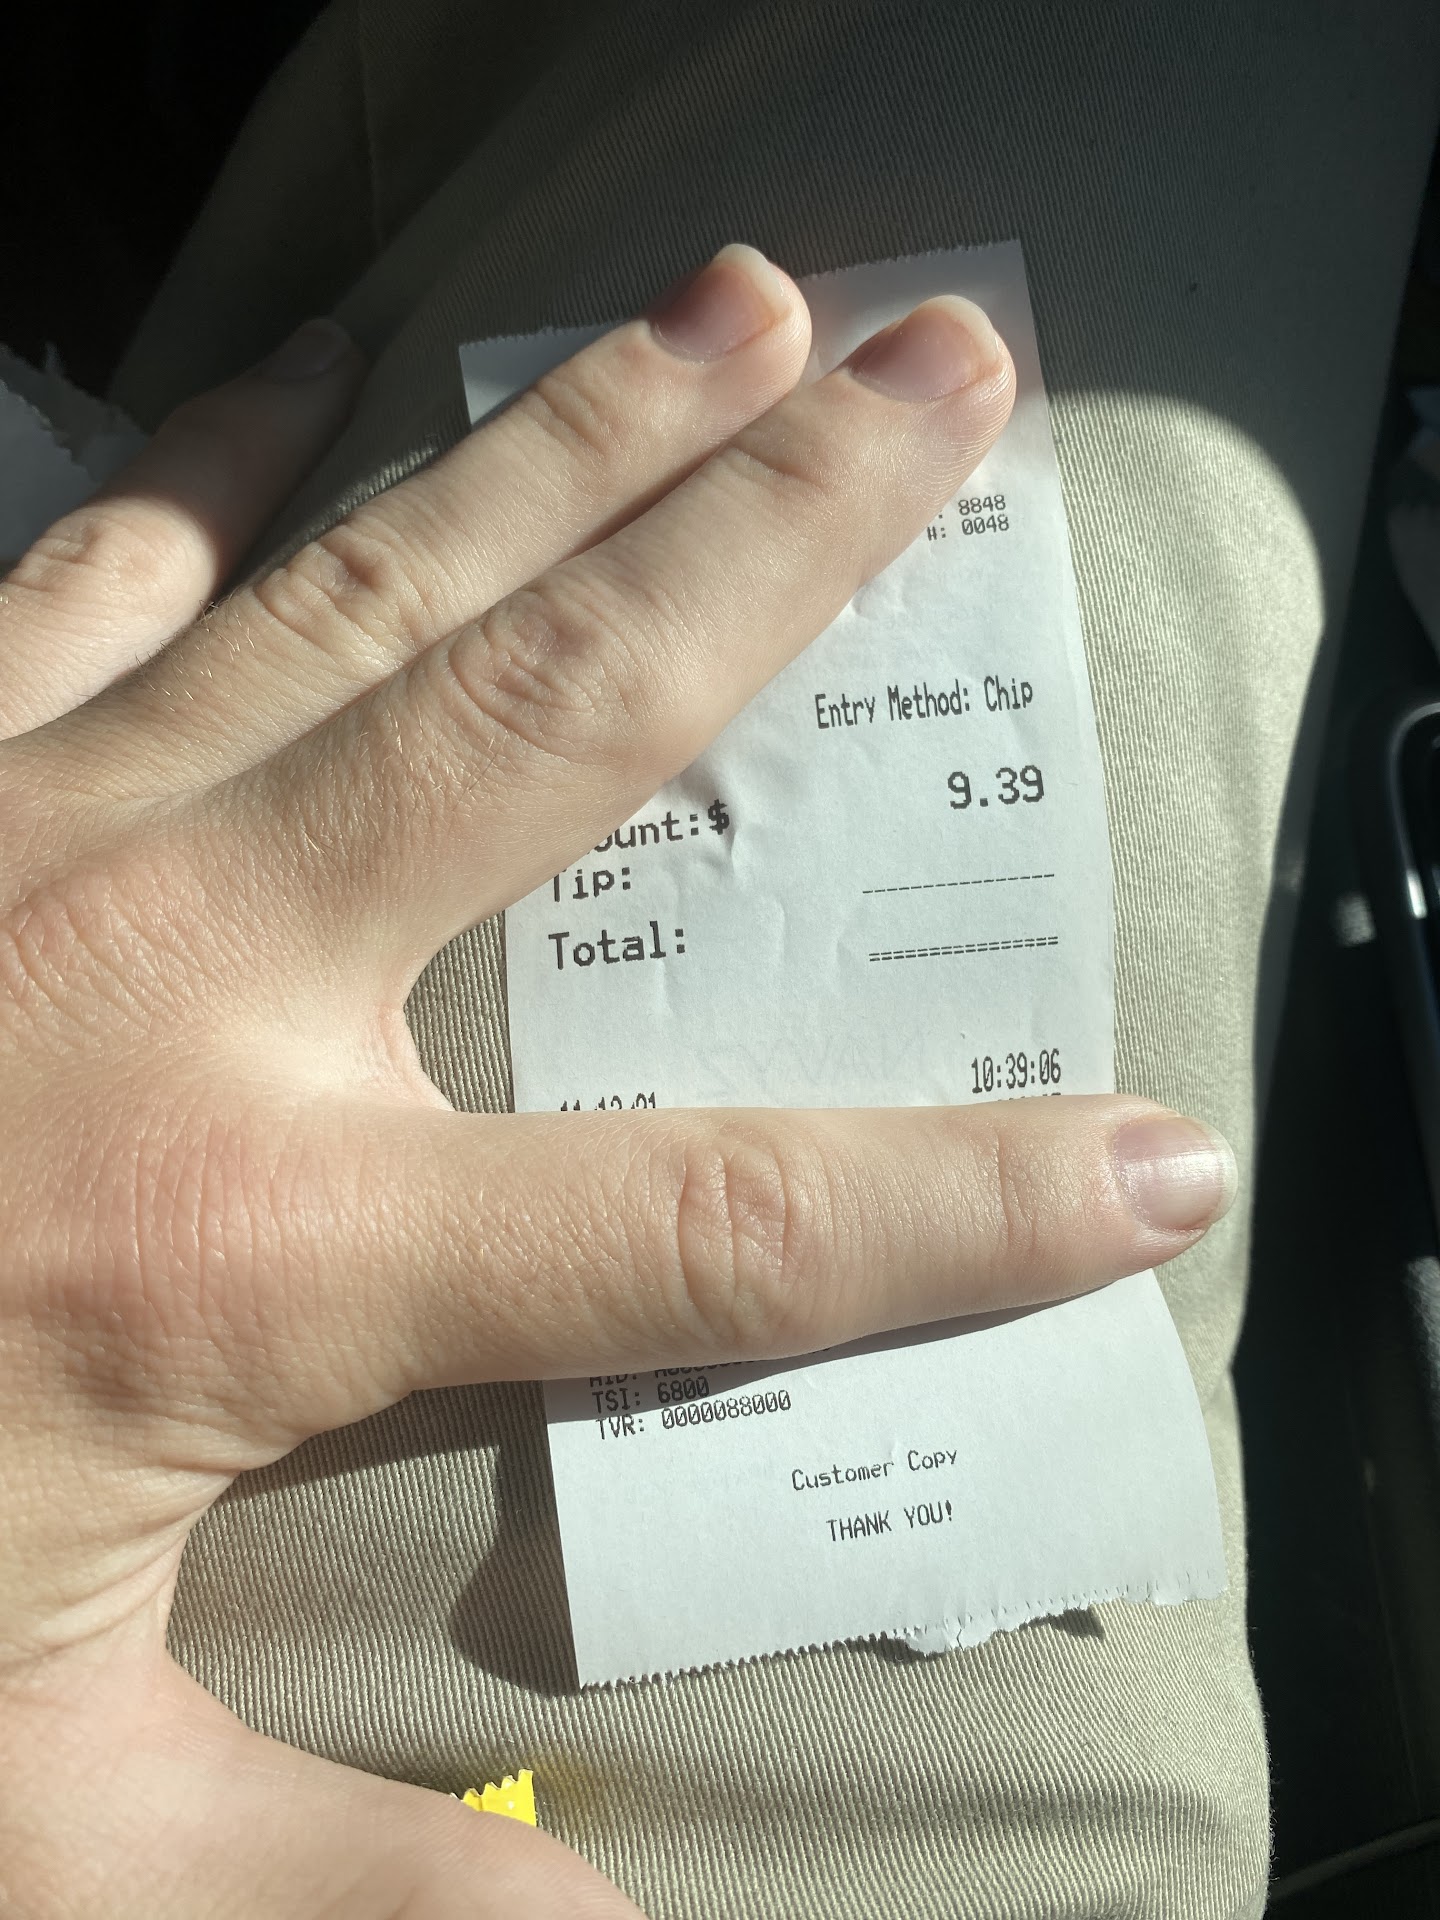 : 8848
#: 0048
Entry Method: Chip
9.39
Tip:
Total:
10:39:06
TSI: 6800
TVR: 0000088000
Customer Copy
THANK YOU!